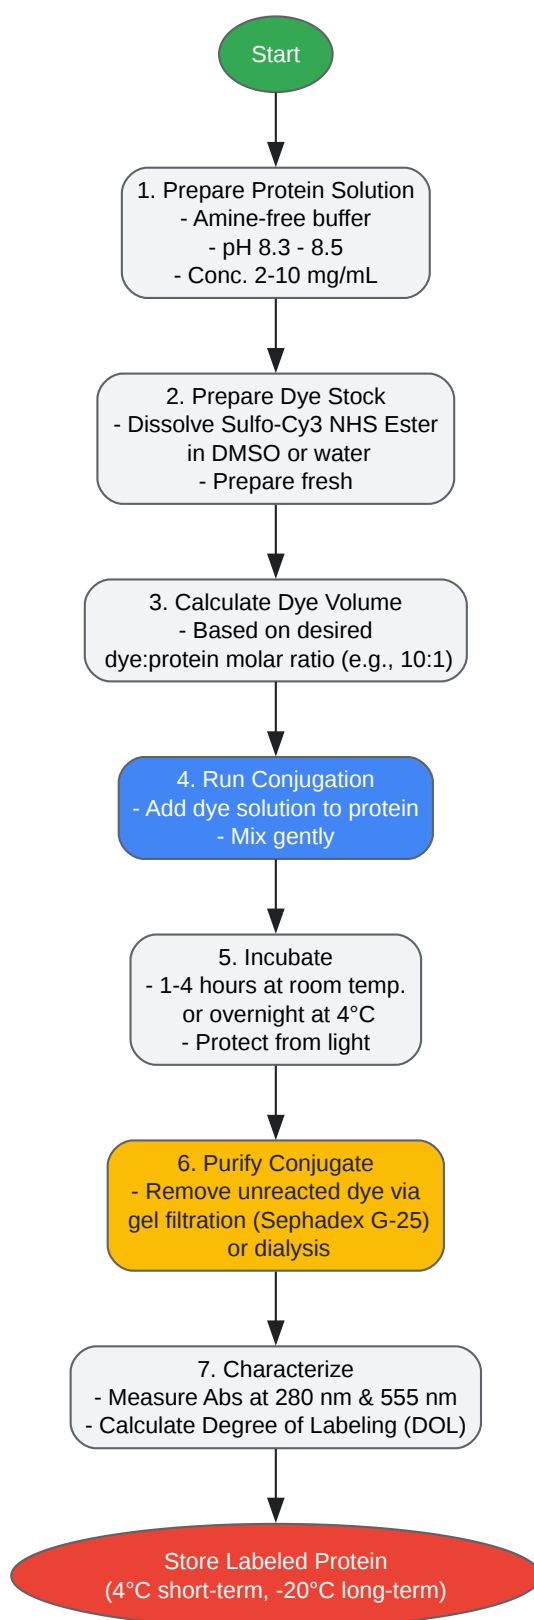 Start
1. Prepare Protein Solution
- Amine-free buffer
- pH 8.3 - 8.5
- Conc. 2-10 mg/mL
2. Prepare Dye Stock
- Dissolve Sulfo-Cy3 NHS Ester
in DMSO or water
- Prepare fresh
3. Calculate Dye Volume
- Based on desired
dye:protein molar ratio (e.g., 10:1)
4. Run Conjugation
- Add dye solution to protein
- Mix gently
5. Incubate
- 1-4 hours at room temp.
or overnight at 4°C
- Protect from light
6. Purify Conjugate
- Remove unreacted dye via
gel filtration (Sephadex G-25)
or dialysis
7. Characterize
- Measure Abs at 280 nm & 555 nm
- Calculate Degree of Labeling (DOL)
Store Labeled Protein
(4°C short-term, -20°C long-term)